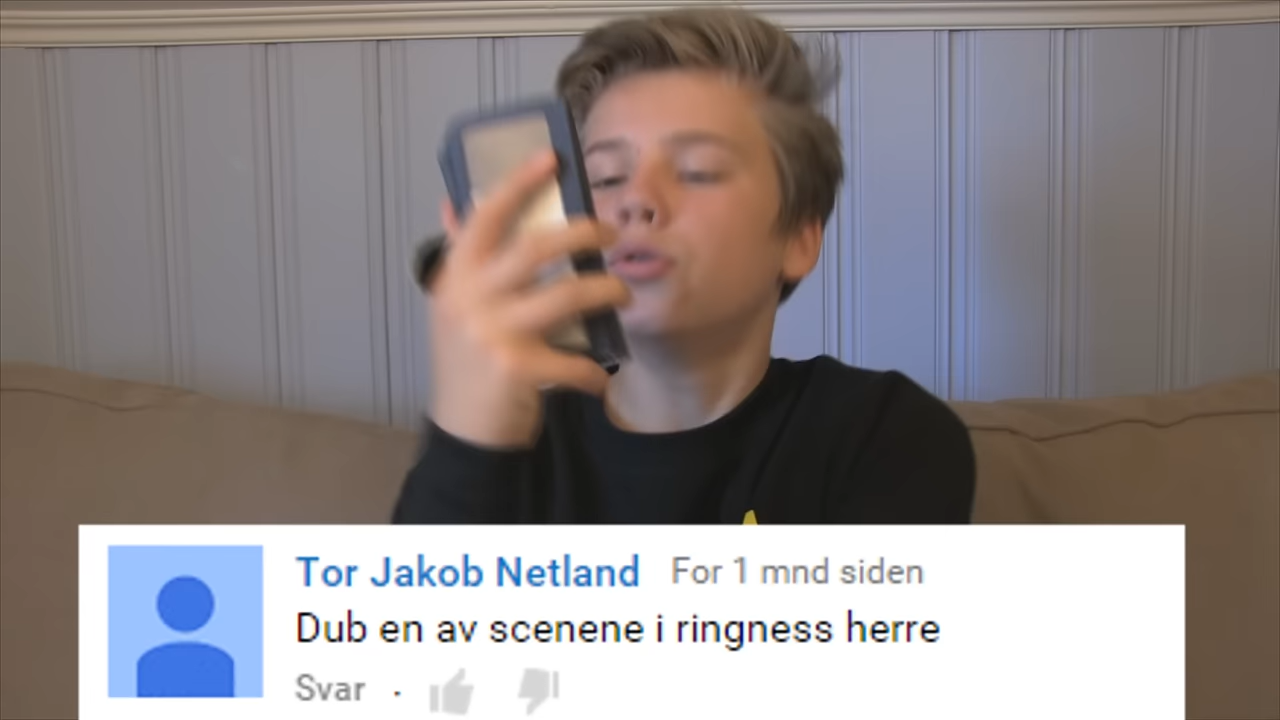 Tor Jakob Netland For 1 mnd siden
Dub en av scenene i ringness herre
Svar ·